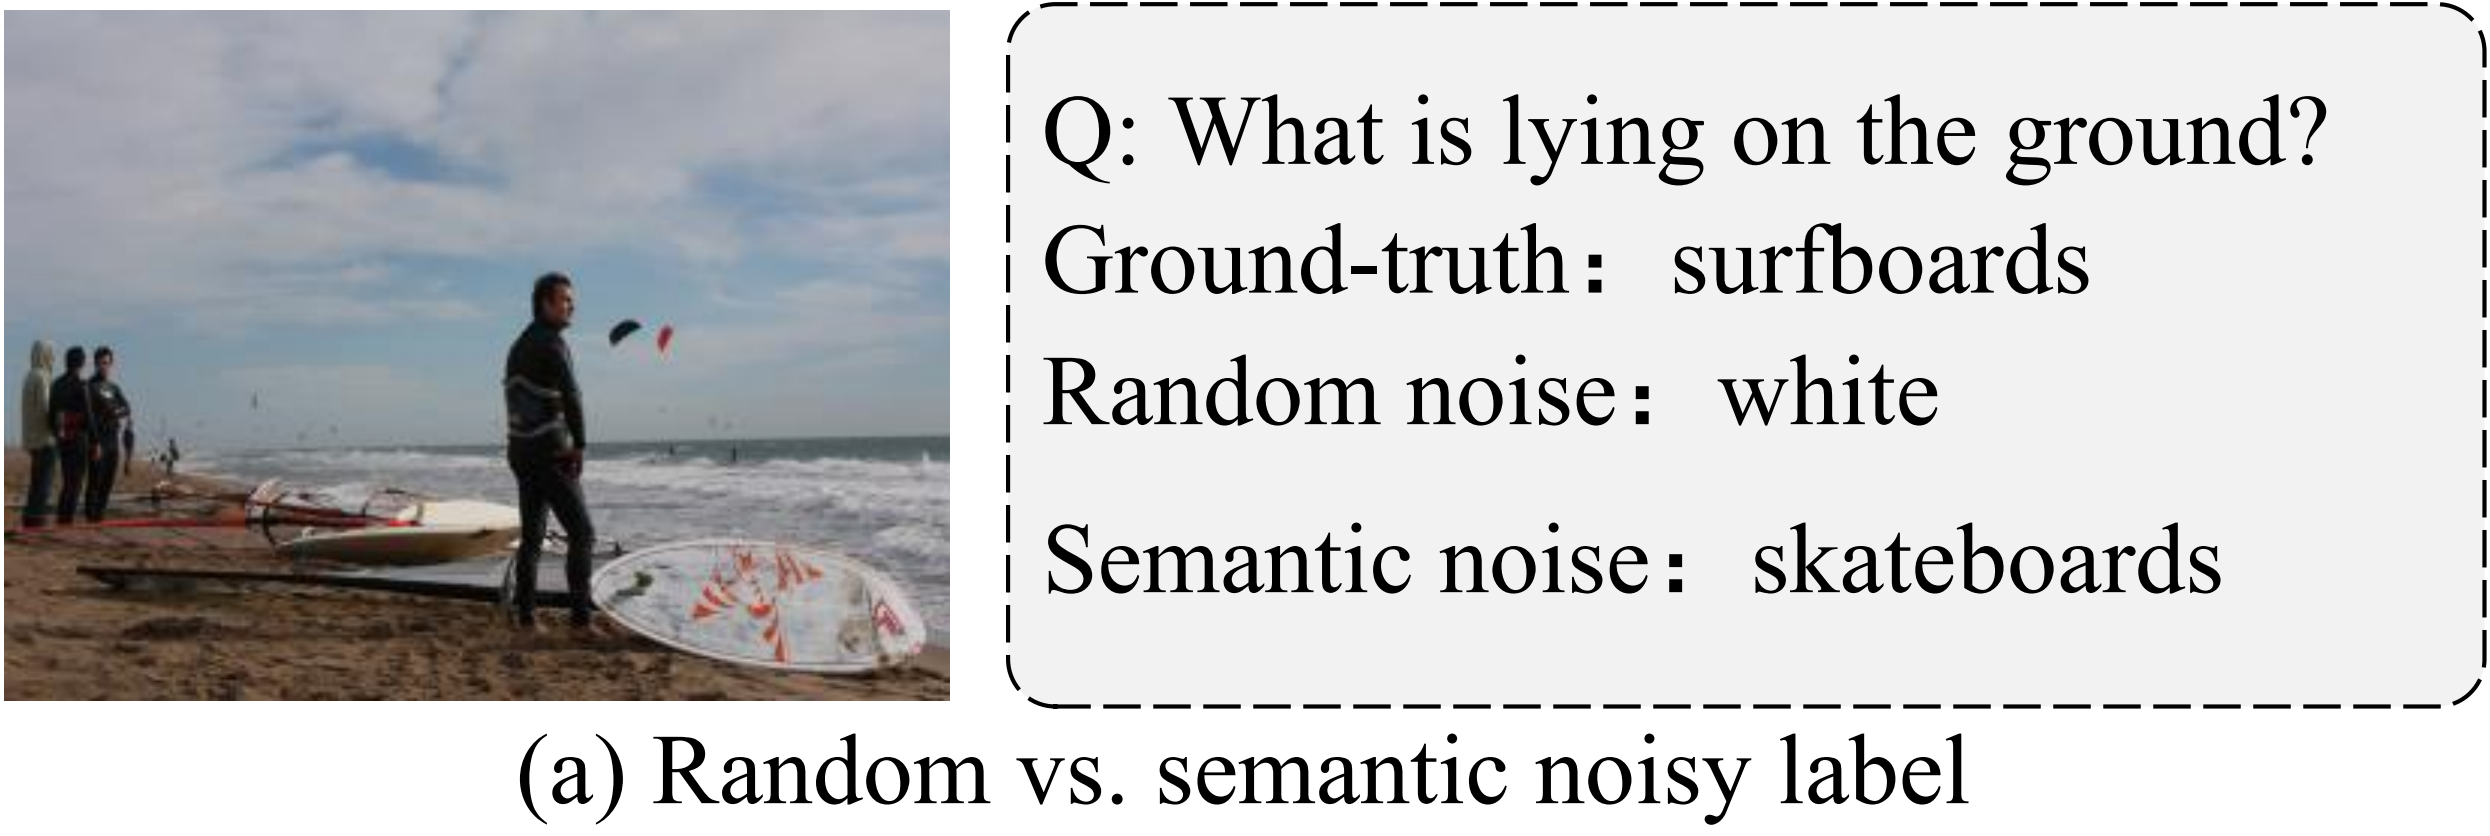 Q: What is lying on the ground?
Ground-truth： surfboards
Random noise： white
Semantic noise： skateboards
(a) Random vs. semantic noisy label